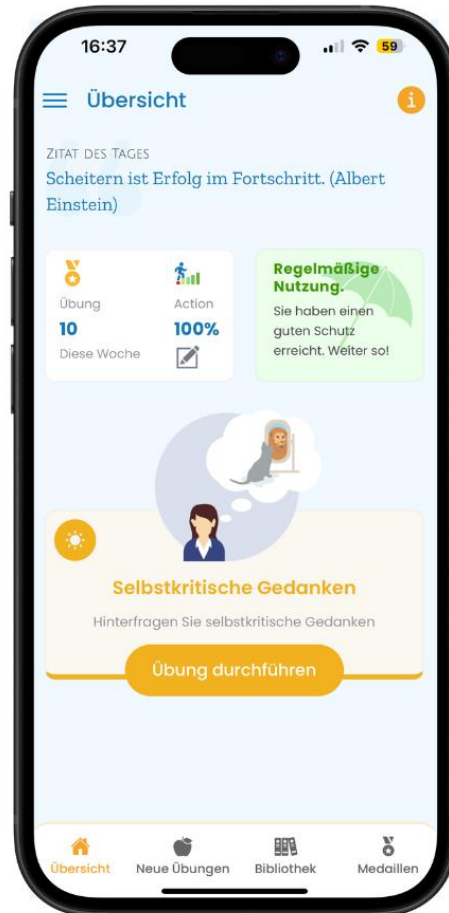 16:37
59
Übersicht
i
ZITAT DES TAGES
Scheitern ist Erfolg im Fortschritt. (Albert
Einstein)
Übung
10
Diese Woche
Action
100%
Regelmäßige
Nutzung.
Sie haben einen
guten Schutz
erreicht. Weiter so!
Selbstkritische Gedanken
Hinterfragen Sie selbstkritische Gedanken
Übung durchführen
Übersicht
Neue Übungen
Bibliothek
Medaillen